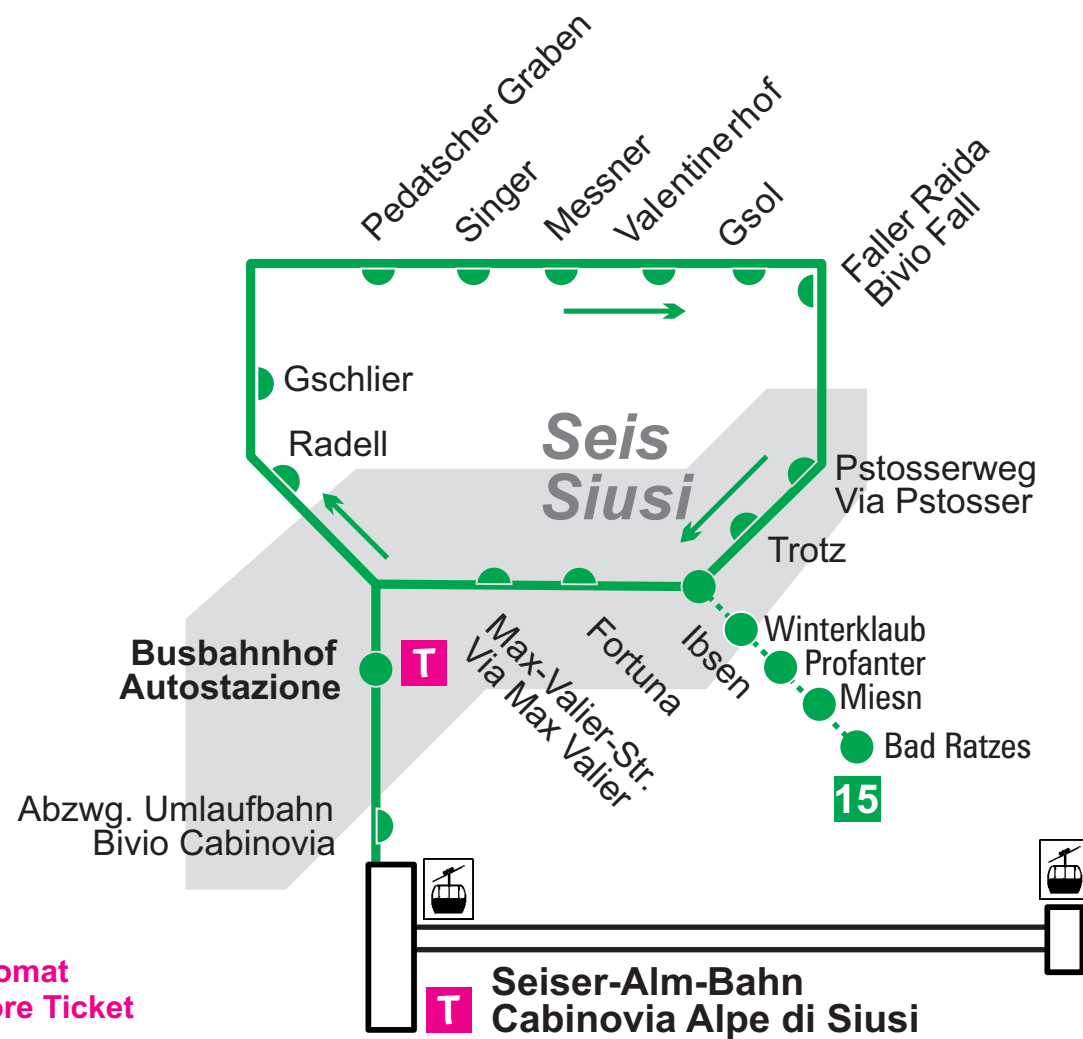 Pedatscher Graben
Singer
Messner
Valentinerhof
Gsol
Faller Raida
Bivio Fall
Gschlier
Radell
Seis
Siusi
Pstosserweg
Via Pstosser
Trotz
Busbahnhof
Autostazione
T
Max-Valier-Str.
Via Max Valier
Fortuna
Ibsen
Winterklaub
Profanter
Miesn
Bad Ratzes
15
Abzwg. Umlaufbahn
Bivio Cabinovia
omat
ore Ticket
T
Seiser-Alm-Bahn
Cabinovia Alpe di Siusi